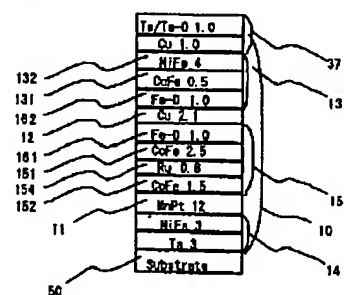 Ta/Ta-O 1.0
Cu 1.0
NiFe 4
CoFe 0.5
Fe-O 1.0
Cu 2.1
Fe-O 1.0
CoFe 2.5
Ru 0.8
CoFe 1.5
MnPt 12
NiFe 3
Ta 3
Substrate
132
131
162
12
161
151
154
152
11
50
37
13
15
10
14